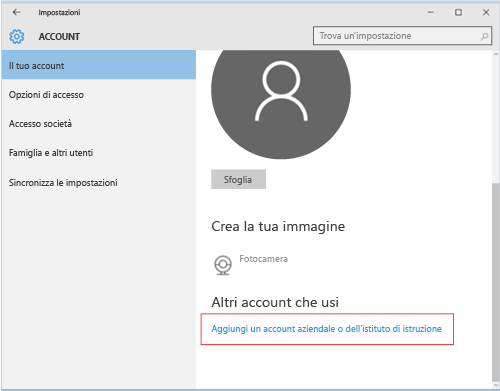 Impostazioni
ACCOUNT
Trova un'impostazione
Il tuo account
Opzioni di accesso
Accesso società
Famiglia e altri utenti
Sincronizza le impostazioni
Sfoglia
Crea la tua immagine
Fotocamera
Altri account che usi
Aggiungi un account aziendale o dell'istituto di istruzione